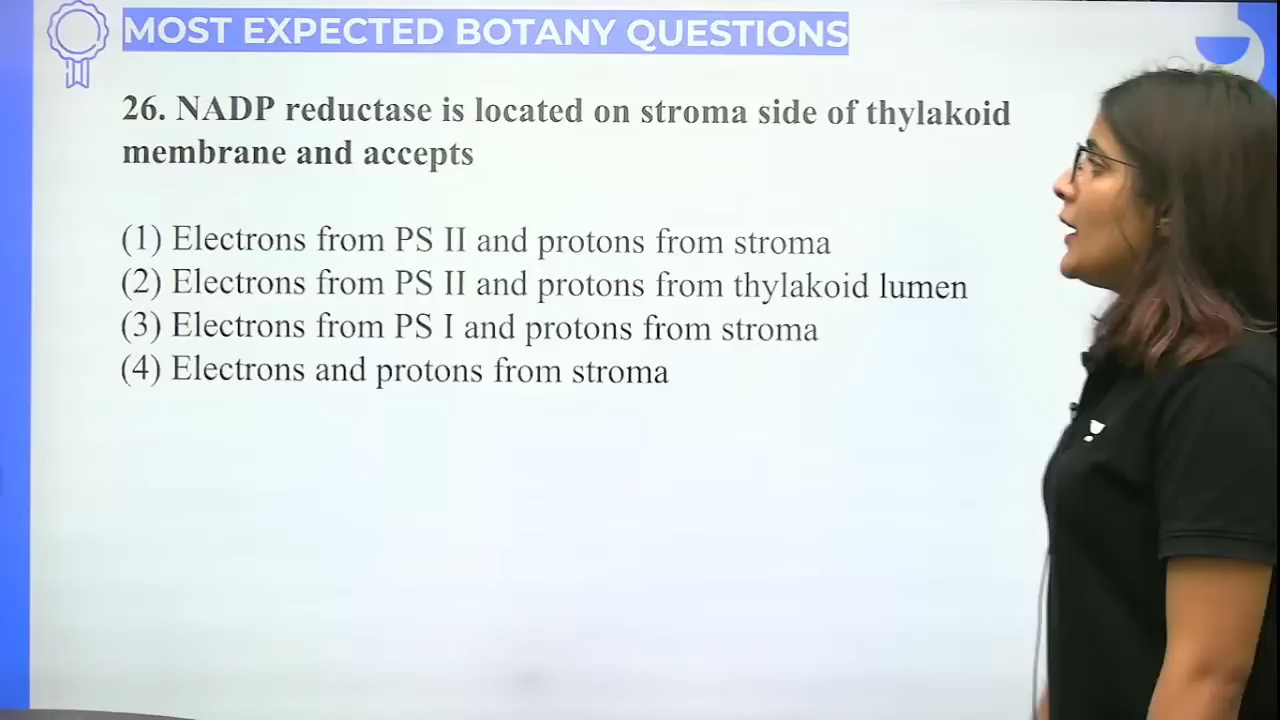 MOST EXPECTED BOTANY QUESTIONS
26. NADP reductase is located on stroma side of thylakoid
membrane and accepts
(1) Electrons from PS II and protons from stroma
(2) Electrons from PS II and protons from thylakoid lumen
(3) Electrons from PS I and protons from stroma
(4) Electrons and protons from stroma